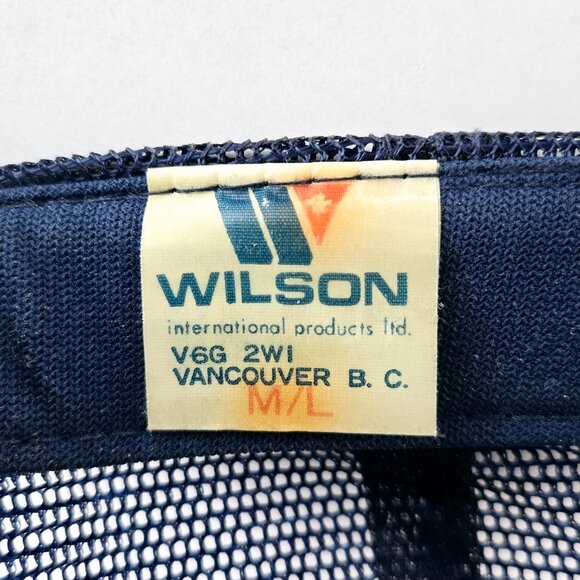 WILSON
international products ltd.
V6G 2W1
VANCOUVER B. C.
M/L